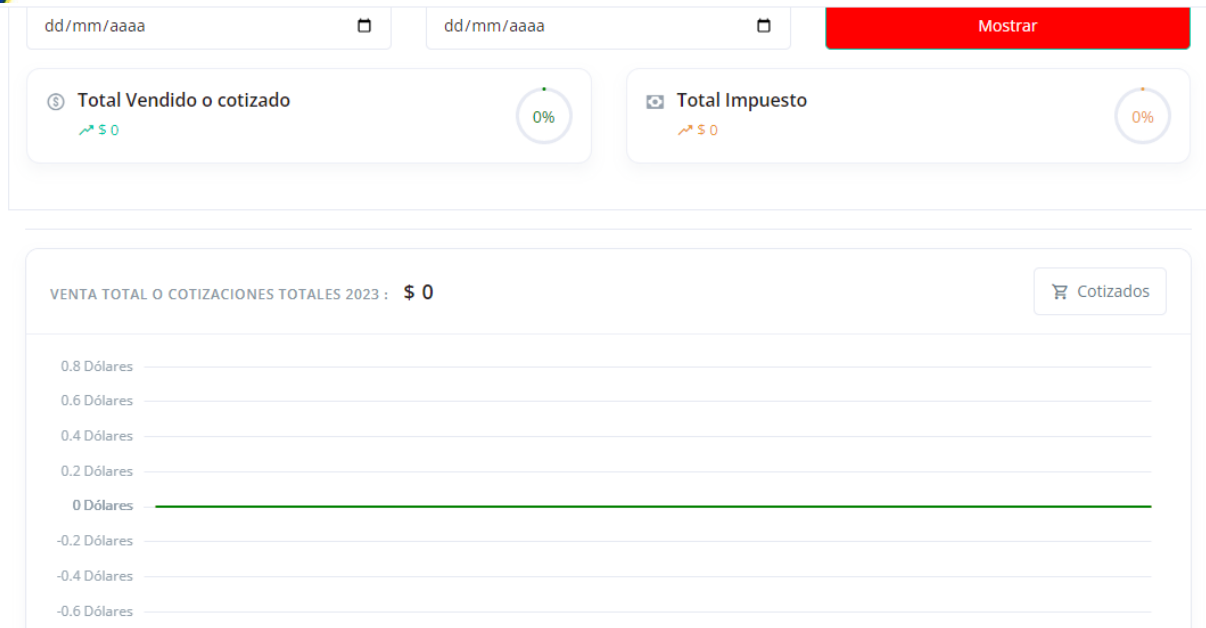 dd/mm/aaaa dd/mm/aaaa Mostrar
Total Vendido o cotizado
$ 0
0%
Total Impuesto
$ 0
0%
VENTA TOTAL O COTIZACIONES TOTALES 2023 : $ 0
Cotizados
0.8 Dólares
0.6 Dólares
0.4 Dólares
0.2 Dólares
0 Dólares
-0.2 Dólares
-0.4 Dólares
-0.6 Dólares